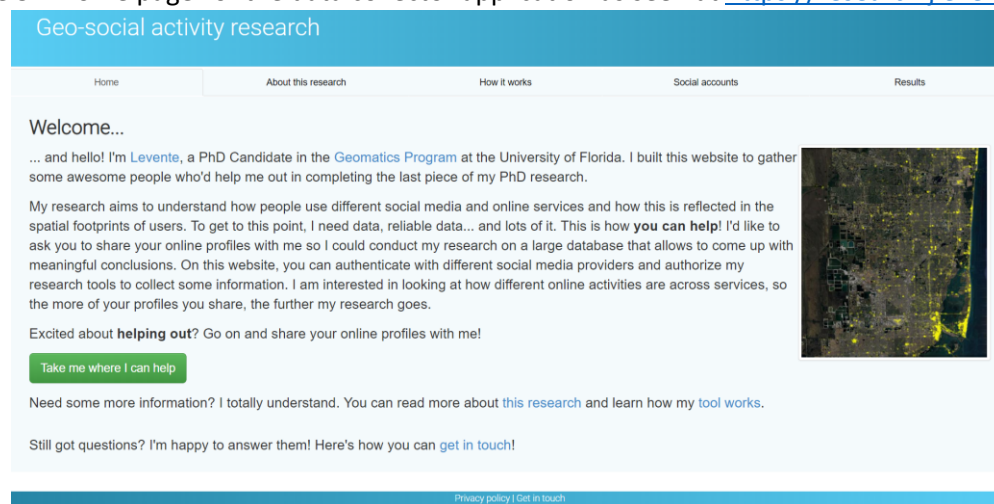 Home page
data collector application as seen at https://
Geo-social activity research
Home About this research How it works Social accounts Results
Welcome...
... and hello! I'm Levente, a PhD Candidate in the Geomatics Program at the University of Florida. I built this website to gather
some awesome people who'd help me out in completing the last piece of my PhD research.
My research aims to understand how people use different social media and online services and how this is reflected in the
spatial footprints of users. To get to this point, I need data, reliable data... and lots of it. This is how you can help! I'd like to
ask you to share your online profiles with me so I could conduct my research on a large database that allows to come up with
meaningful conclusions. On this website, you can authenticate with different social media providers and authorize my
research tools to collect some information. I am interested in looking at how different online activities are across services, so
the more of your profiles you share, the further my research goes.
Excited about helping out? Go on and share your online profiles with me!
Take me where I can help
Need some more information? I totally understand. You can read more about this research and learn how my tool works.
Still got questions? I'm happy to answer them! Here's how you can get in touch!
Privacy policy | Get in touch